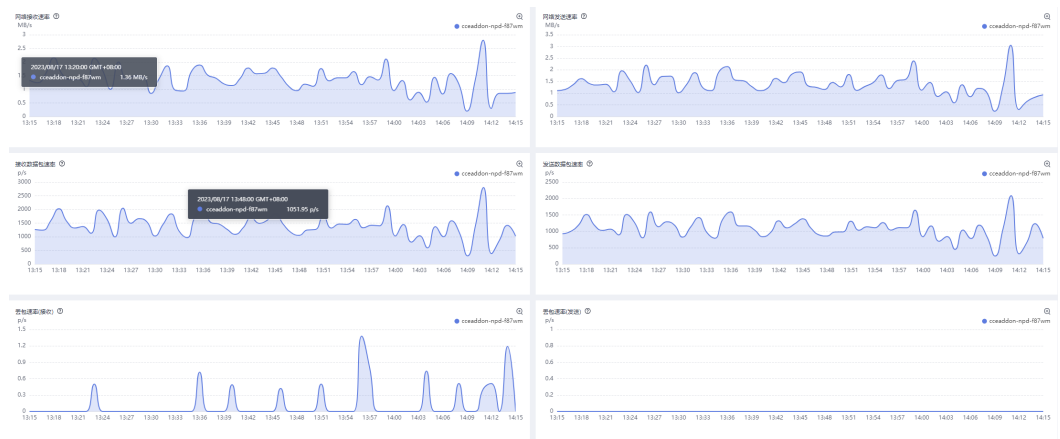 网络接收速率
MB/s
cceaddon-npd-f87wm
3
2.5
2
1.5
1
0.5
0
2023/08/17 13:20:00 GMT+08:00
cceaddon-npd-f87wm 1.36 MB/s
13:15 13:18 13:21 13:24 13:27 13:30 13:33 13:36 13:39 13:42 13:45 13:48 13:51 13:54 13:57 14:00 14:03 14:06 14:09 14:12 14:15
网络发送速率
MB/s
cceaddon-npd-f87wm
3.5
3
2.5
2
1.5
1
0.5
0
13:15 13:18 13:21 13:24 13:27 13:30 13:33 13:36 13:39 13:42 13:45 13:48 13:51 13:54 13:57 14:00 14:03 14:06 14:09 14:12 14:15
接收数据包速率
p/s
cceaddon-npd-f87wm
3000
2500
2000
1500
1000
500
0
2023/08/17 13:48:00 GMT+08:00
cceaddon-npd-f87wm 1051.95 p/s
13:15 13:18 13:21 13:24 13:27 13:30 13:33 13:36 13:39 13:42 13:45 13:48 13:51 13:54 13:57 14:00 14:03 14:06 14:09 14:12 14:15
发送数据包速率
p/s
cceaddon-npd-f87wm
2500
2000
1500
1000
500
0
13:15 13:18 13:21 13:24 13:27 13:30 13:33 13:36 13:39 13:42 13:45 13:48 13:51 13:54 13:57 14:00 14:03 14:06 14:09 14:12 14:15
丢包速率(接收)
p/s
cceaddon-npd-f87wm
1.5
1.2
0.9
0.6
0.3
0
13:15 13:18 13:21 13:24 13:27 13:30 13:33 13:36 13:39 13:42 13:45 13:48 13:51 13:54 13:57 14:00 14:03 14:06 14:09 14:12 14:15
丢包速率(发送)
p/s
cceaddon-npd-f87wm
1
0.8
0.6
0.4
0.2
0
13:15 13:18 13:21 13:24 13:27 13:30 13:33 13:36 13:39 13:42 13:45 13:48 13:51 13:54 13:57 14:00 14:03 14:06 14:09 14:12 14:15